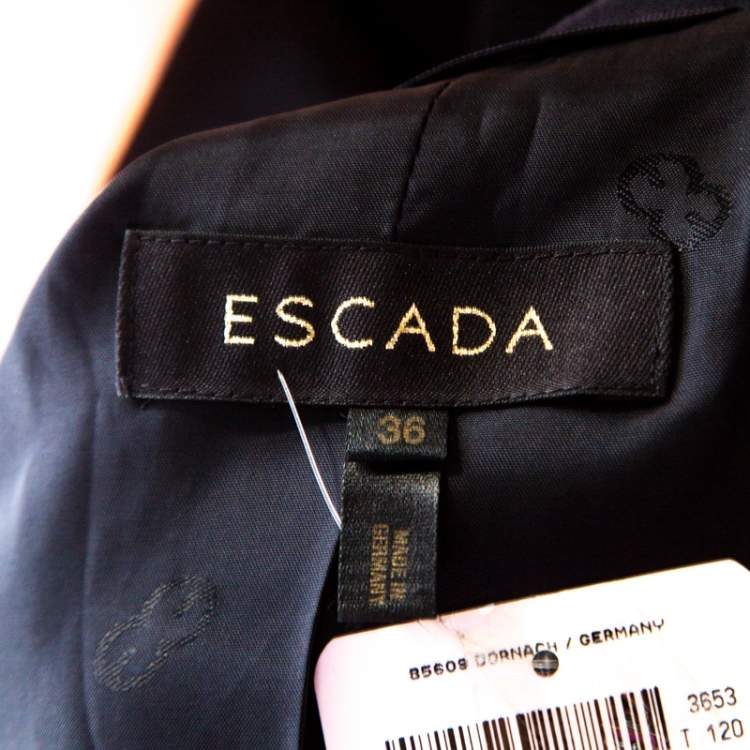 ESCADA
36
MADE IN
GERMANY
85609 DORNACH / GERMANY
3653
T 120